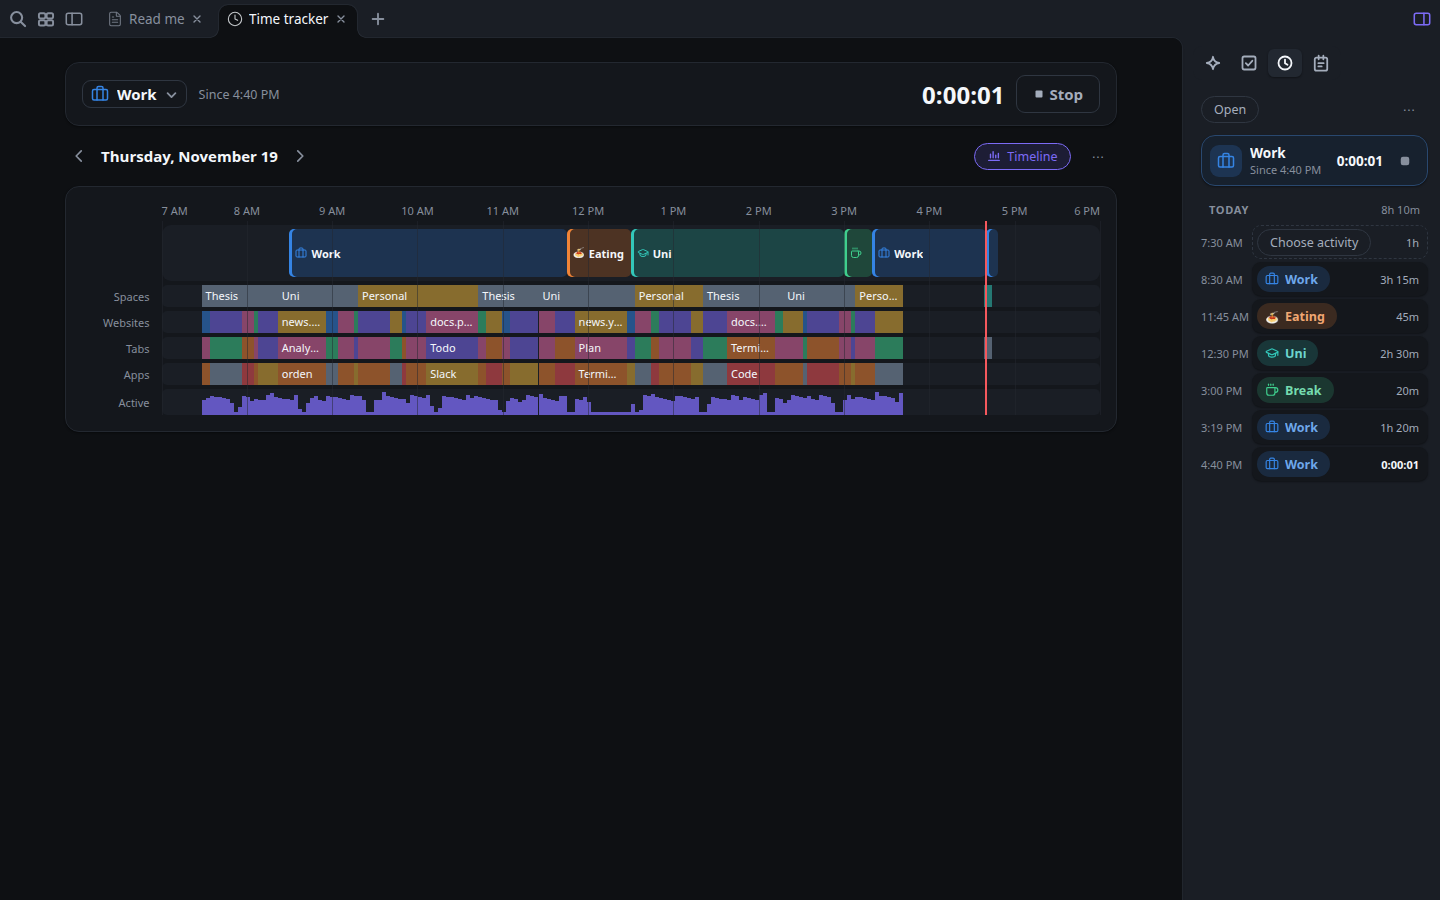 Read me
Time tracker
Work
Since 4:40 PM
0:00:01
Stop
Thursday, November 19
Timeline
7 AM 8 AM 9 AM 10 AM 11 AM 12 PM 1 PM 2 PM 3 PM 4 PM 5 PM 6 PM
Work Eating Uni Work
Spaces Thesis Uni Personal Thesis Uni Personal Thesis Uni Perso...
Websites news.... docs.p... news.y... docs....
Tabs Analy... Todo Plan Termi...
Apps orden Slack Termi... Code
Active
Open
Work
Since 4:40 PM
0:00:01
TODAY 8h 10m
7:30 AM Choose activity 1h
8:30 AM Work 3h 15m
11:45 AM Eating 45m
12:30 PM Uni 2h 30m
3:00 PM Break 20m
3:19 PM Work 1h 20m
4:40 PM Work 0:00:01